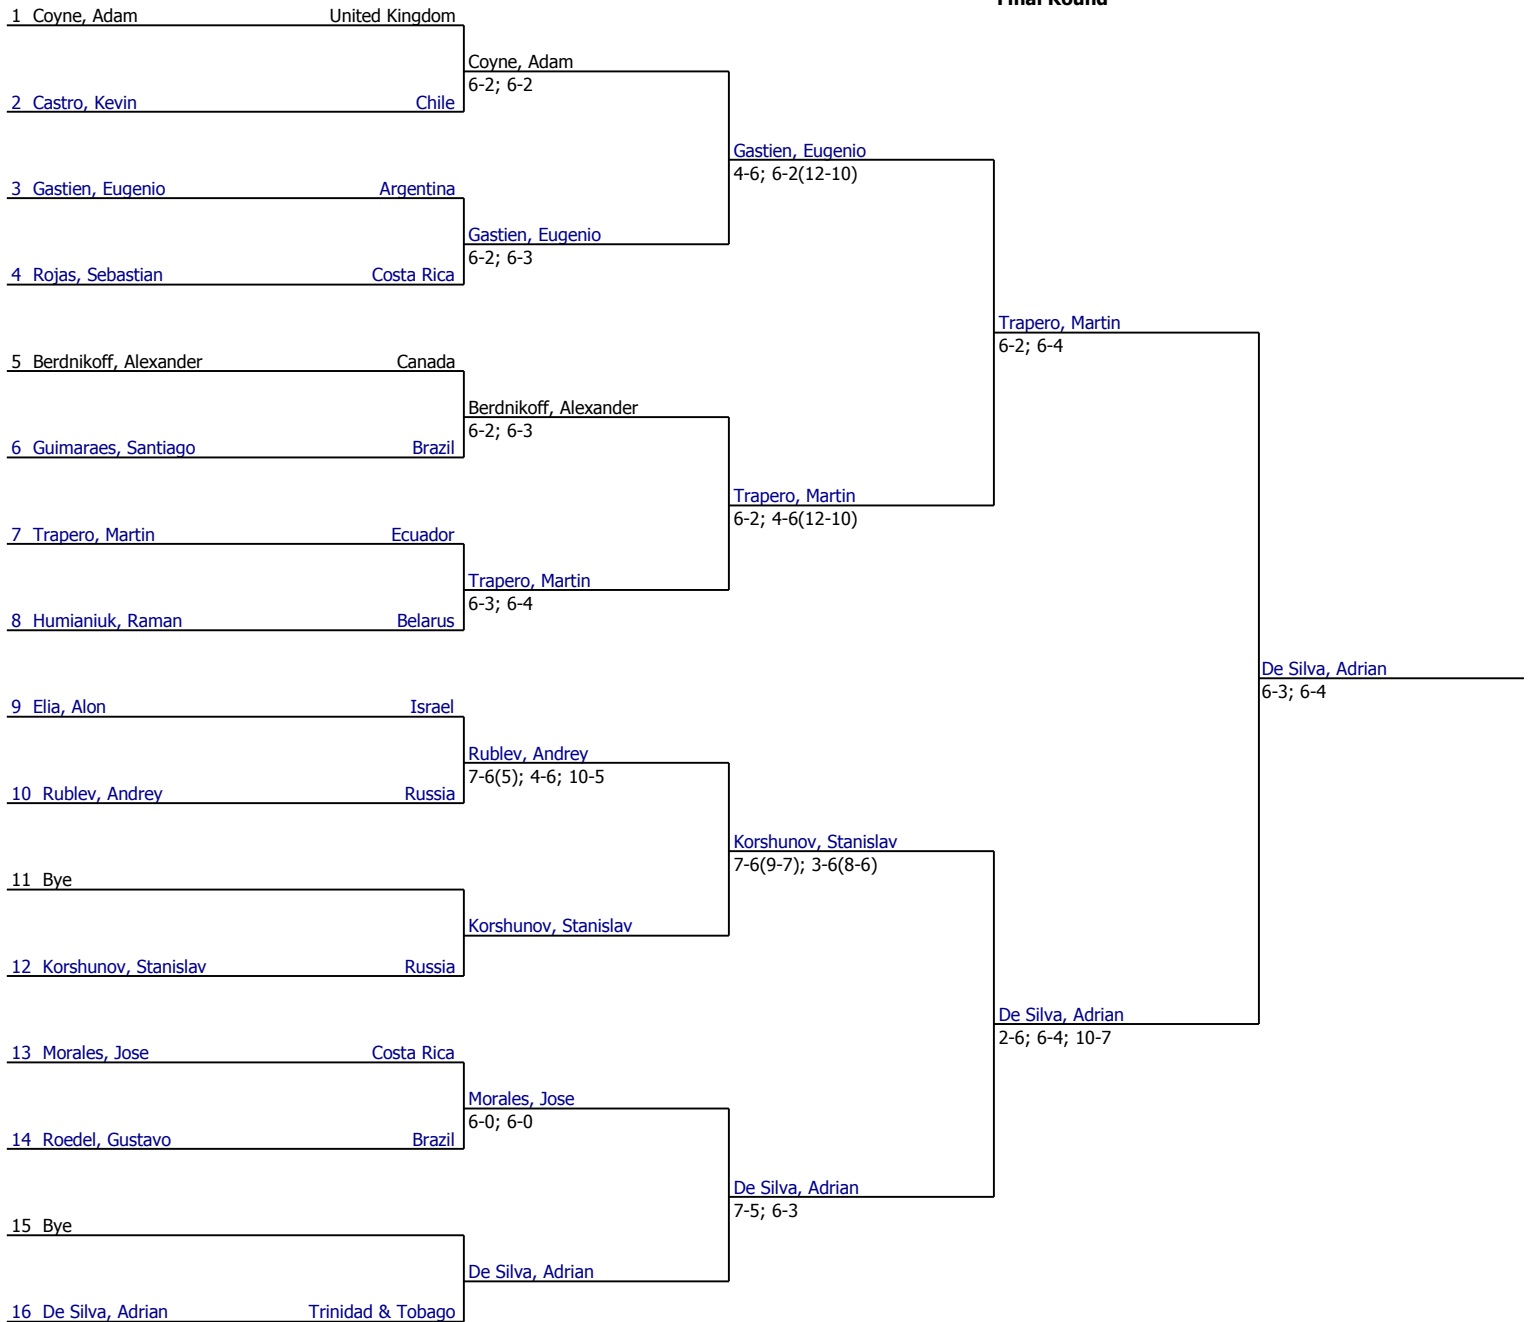 Final Round
1 Coyne, Adam United Kingdom
Coyne, Adam
6-2; 6-2
2 Castro, Kevin Chile
Gastien, Eugenio
4-6; 6-2(12-10)
3 Gastien, Eugenio Argentina
Gastien, Eugenio
6-2; 6-3
4 Rojas, Sebastian Costa Rica
Trapero, Martin
6-2; 6-4
5 Berdnikoff, Alexander Canada
Berdnikoff, Alexander
6-2; 6-3
6 Guimaraes, Santiago Brazil
Trapero, Martin
6-2; 4-6(12-10)
7 Trapero, Martin Ecuador
Trapero, Martin
6-3; 6-4
8 Humianiuk, Raman Belarus
De Silva, Adrian
6-3; 6-4
9 Elia, Alon Israel
Rublev, Andrey
7-6(5); 4-6; 10-5
10 Rublev, Andrey Russia
Korshunov, Stanislav
7-6(9-7); 3-6(8-6)
11 Bye
Korshunov, Stanislav
12 Korshunov, Stanislav Russia
De Silva, Adrian
2-6; 6-4; 10-7
13 Morales, Jose Costa Rica
Morales, Jose
6-0; 6-0
14 Roedel, Gustavo Brazil
De Silva, Adrian
7-5; 6-3
15 Bye
De Silva, Adrian
16 De Silva, Adrian Trinidad & Tobago